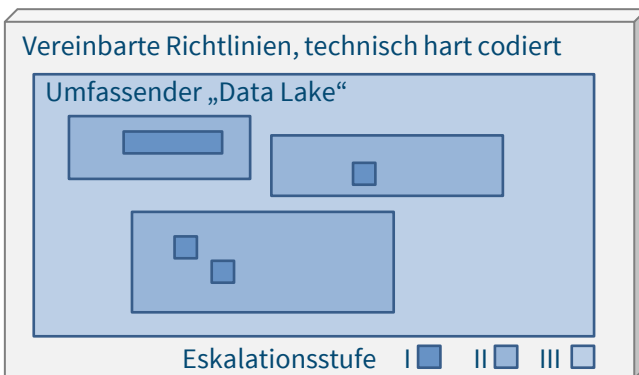 Vereinbarte Richtlinien, technisch hart codiert
Umfassender „Data Lake“
Eskalationsstufe I II III